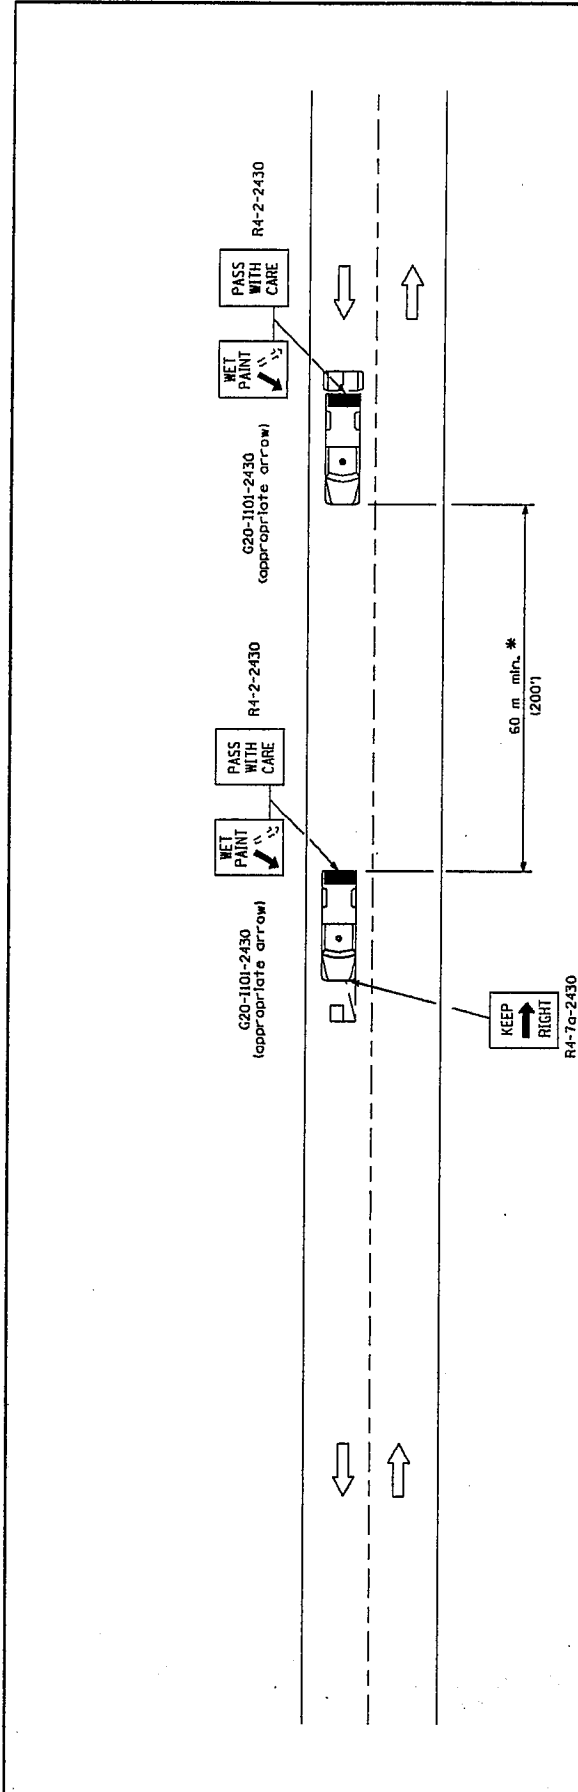 G20-I101-2430
(appropriate arrow)
WET
PAINT
PASS
WITH
CARE
R4-2-2430
G20-I101-2430
(appropriate arrow)
WET
PAINT
PASS
WITH
CARE
R4-2-2430
60 m min. *
(200')
KEEP
RIGHT
R4-7a-2430